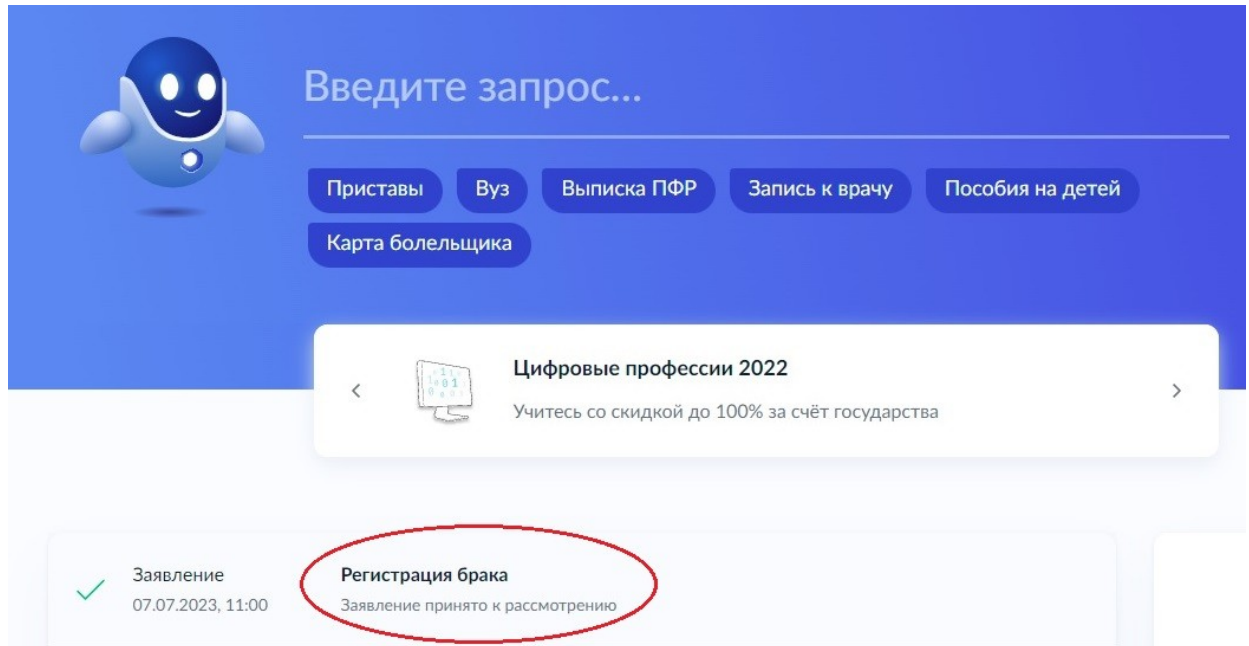 Введите запрос...
Приставы Вуз Выписка ПФР Запись к врачу Пособия на детей
Карта болельщика
Цифровые профессии 2022
Учитесь со скидкой до 100% за счёт государства
Заявление Регистрация брака
07.07.2023, 11:00 Заявление принято к рассмотрению